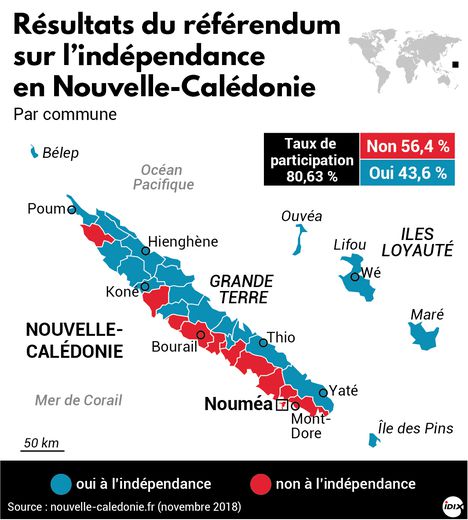 Résultats du référendum
sur l'indépendance
en Nouvelle-Calédonie
Par commune
Taux de
participation
80,63 %
Non 56,4 %
Oui 43,6 %
Bélep
Océan
Pacifique
Poum
Hienghène
Ouvéa
ILES
LOYAUTÉ
Lifou
Wé
Koné
GRANDE
TERRE
Maré
NOUVELLE-
CALÉDONIE
Bourail
Thio
Yaté
Mer de Corail
Nouméa
Mont-
Dore
Île des Pins
50 km
oui à l'indépendance
non à l'indépendance
Source : nouvelle-caledonie.fr (novembre 2018)
iDIX